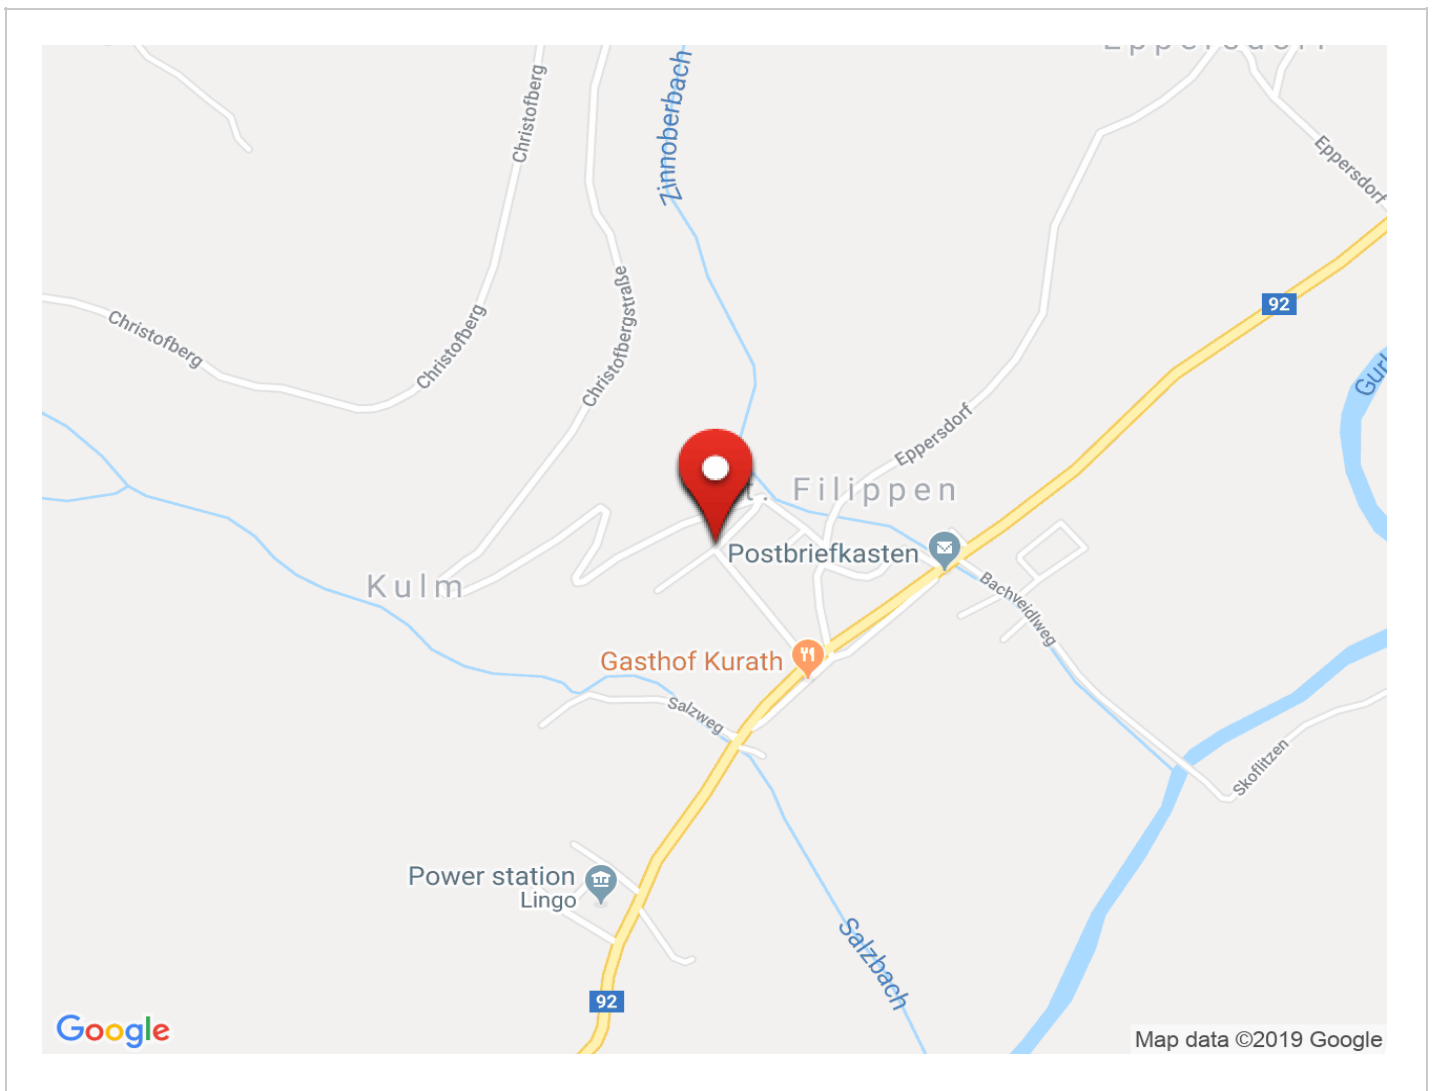 Eppersdorf
Christofberg
Zinnoberbach
Eppersdorf
Christofbergstraße
92
Christofberg
Christofberg
Eppersdorf
t. Filippen
Postbriefkasten
Kulm
Bachveidlweg
Gasthof Kurath
Salzweg
Skoflitzen
Power station
Lingo
Salzbach
92
Google
Map data ©2019 Google